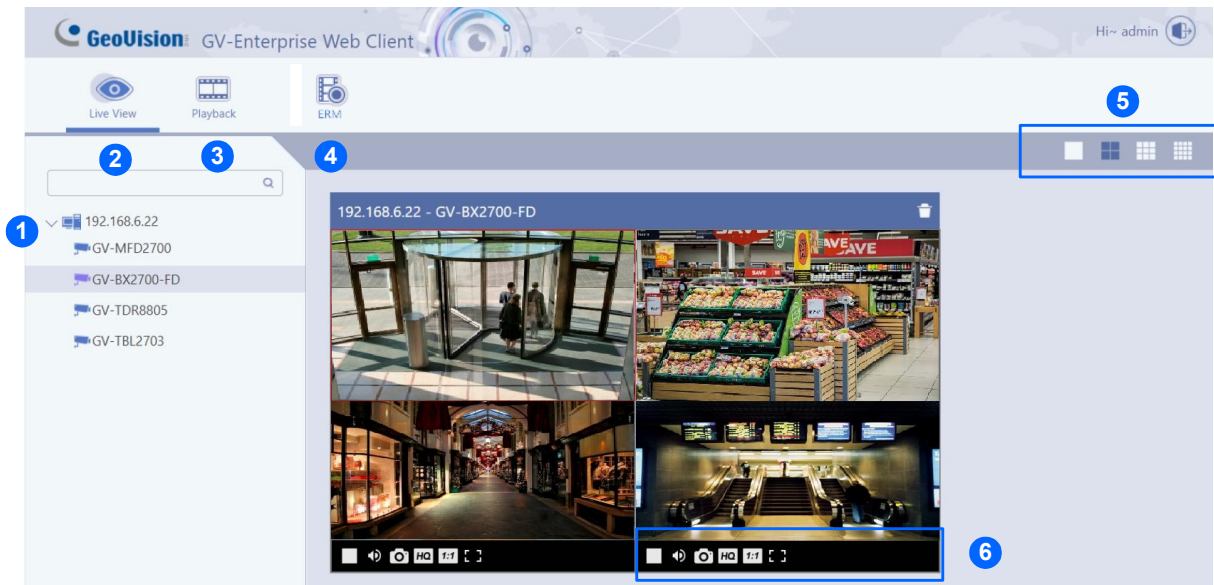 GeoVision GV-Enterprise Web Client
Hi~ admin
Live View
Playback
ERM
5
2
3
4
1
192.168.6.22
GV-MFD2700
GV-BX2700-FD
GV-TDR8805
GV-TBL2703
192.168.6.22 - GV-BX2700-FD
SAVE
SAVE
HQ 1:1
HQ 1:1
6